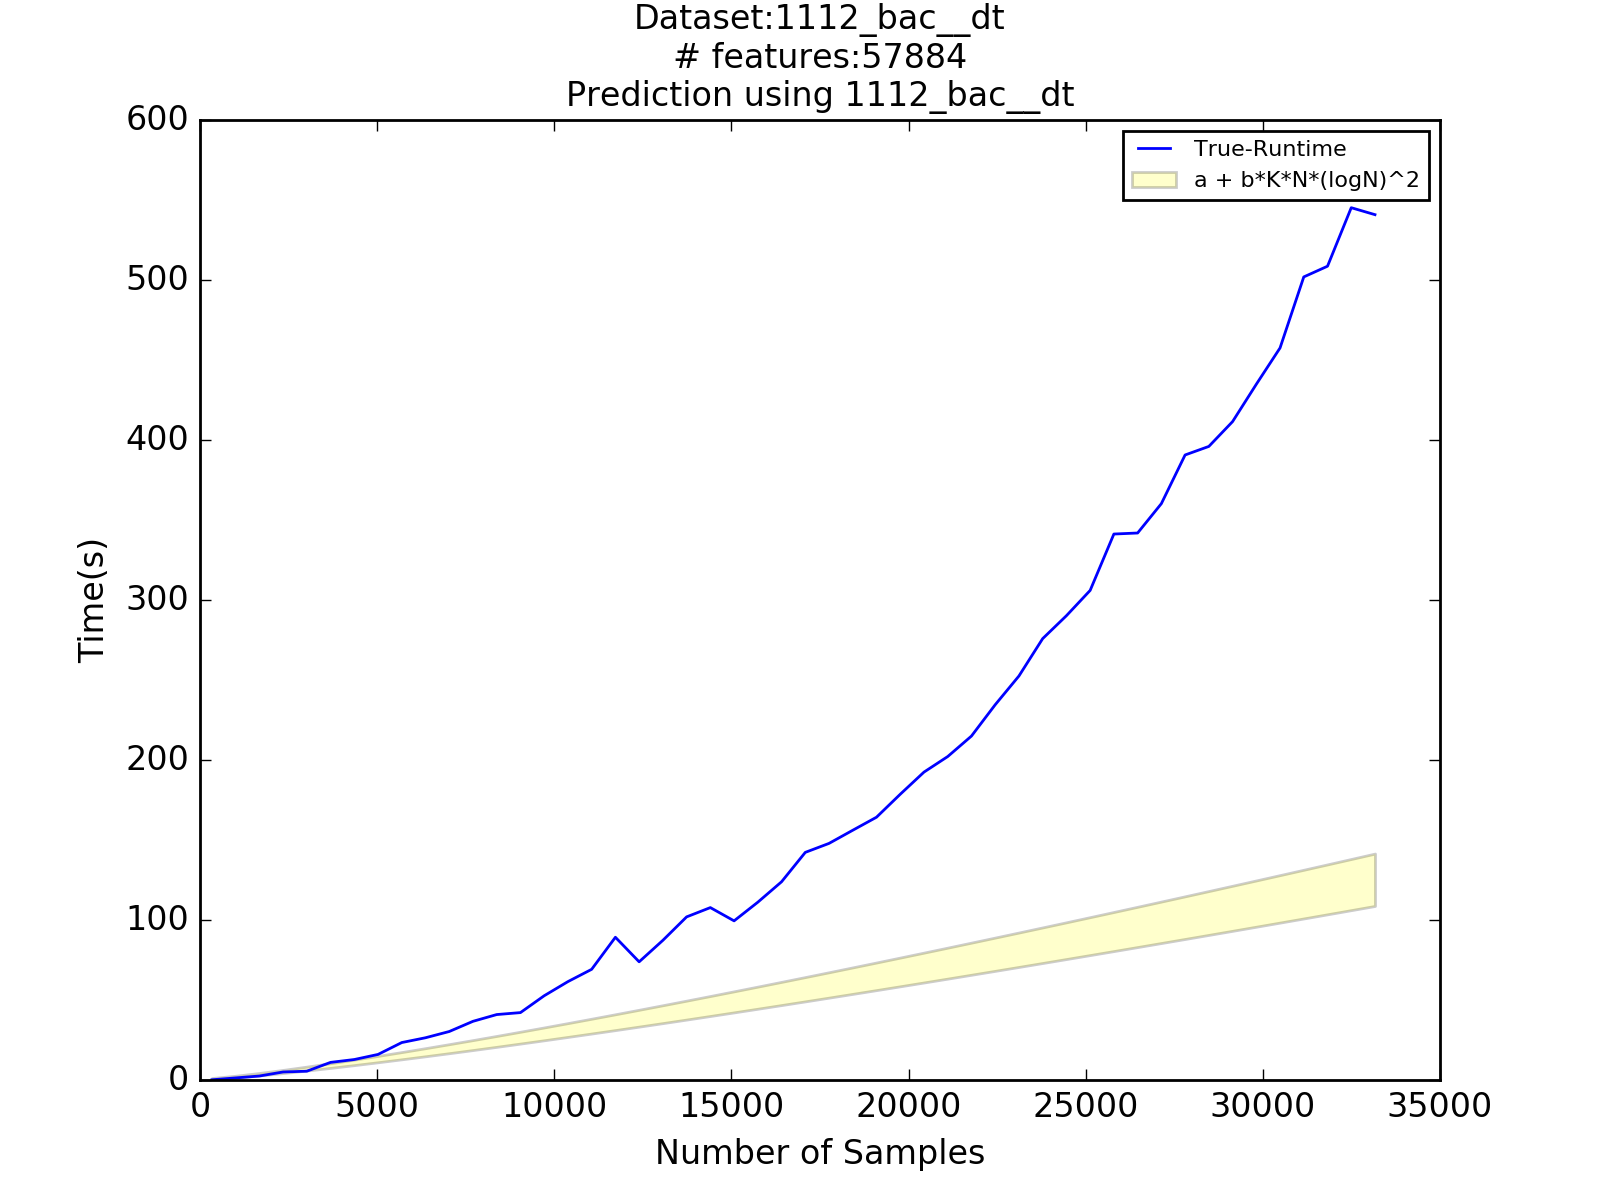 Dataset:1112_bac__dt
# features:57884
Prediction using 1112_bac__dt
600
500
400
300
200
100
0
Time(s)
True-Runtime
a + b*K*N*(logN)^2
0 5000 10000 15000 20000 25000 30000 35000
Number of Samples